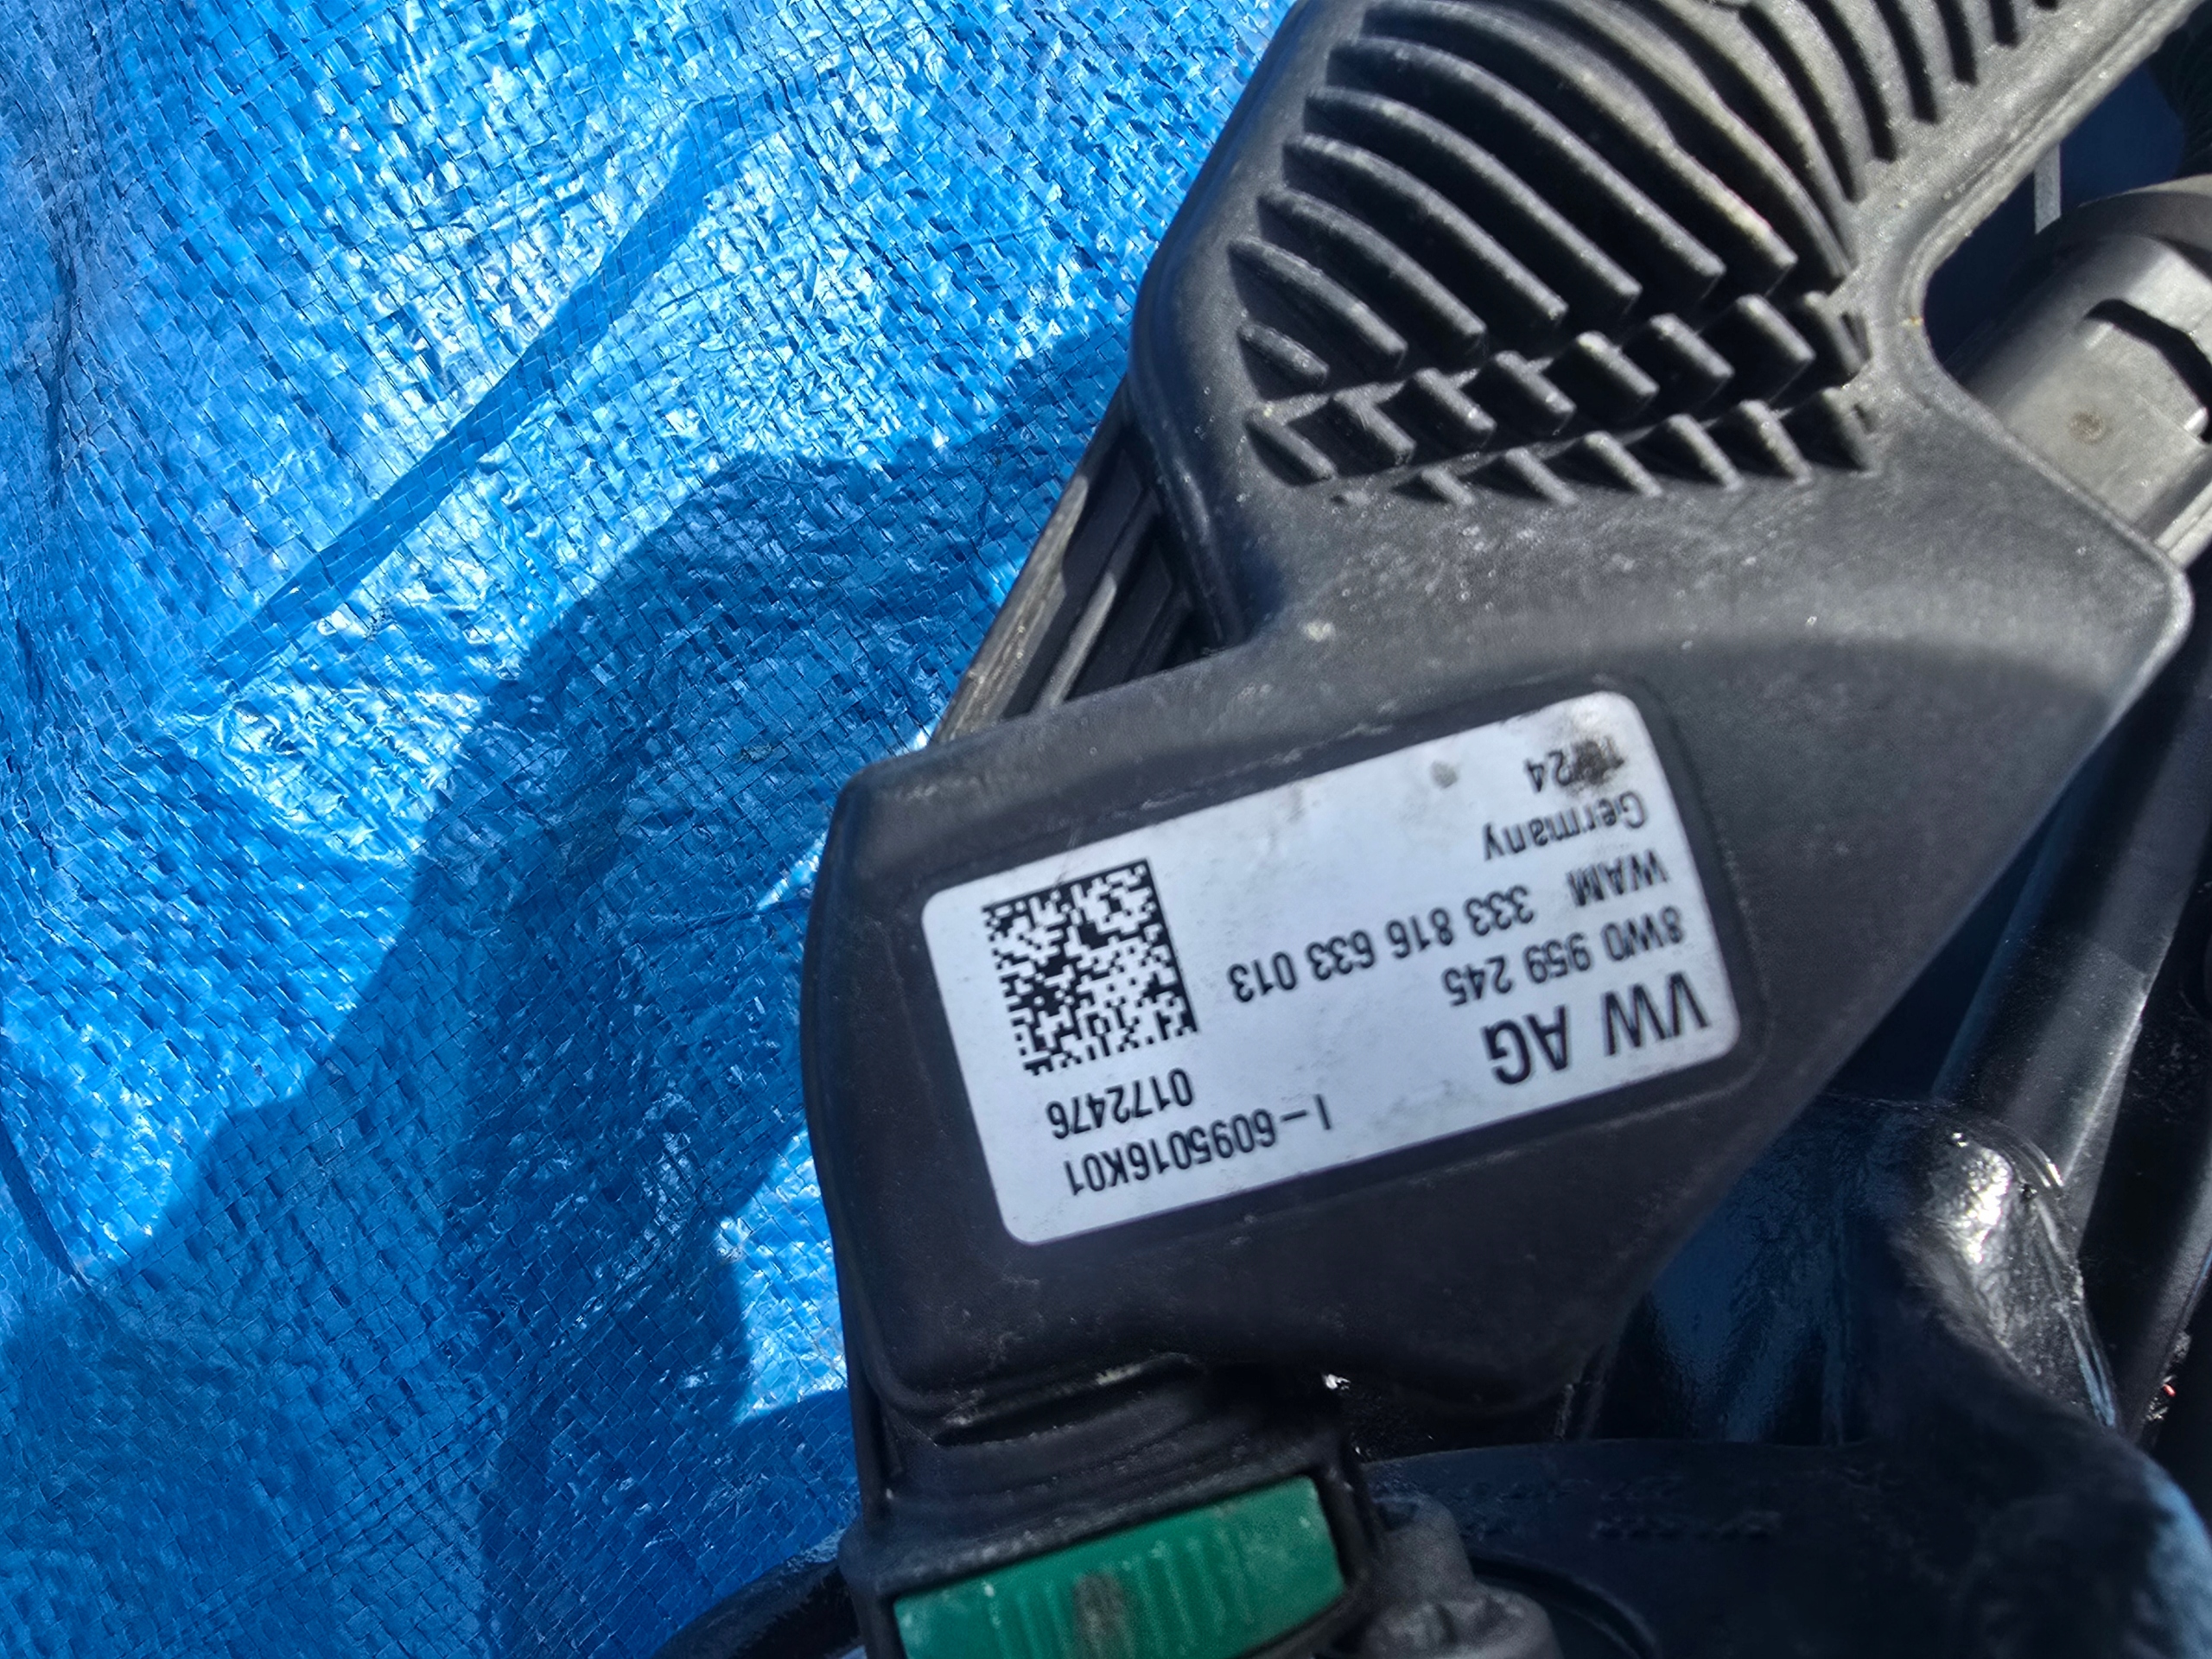 I-6095016K01
VW AG
0172476
8W0 959 245
WAM 333 816 633 013
Germany